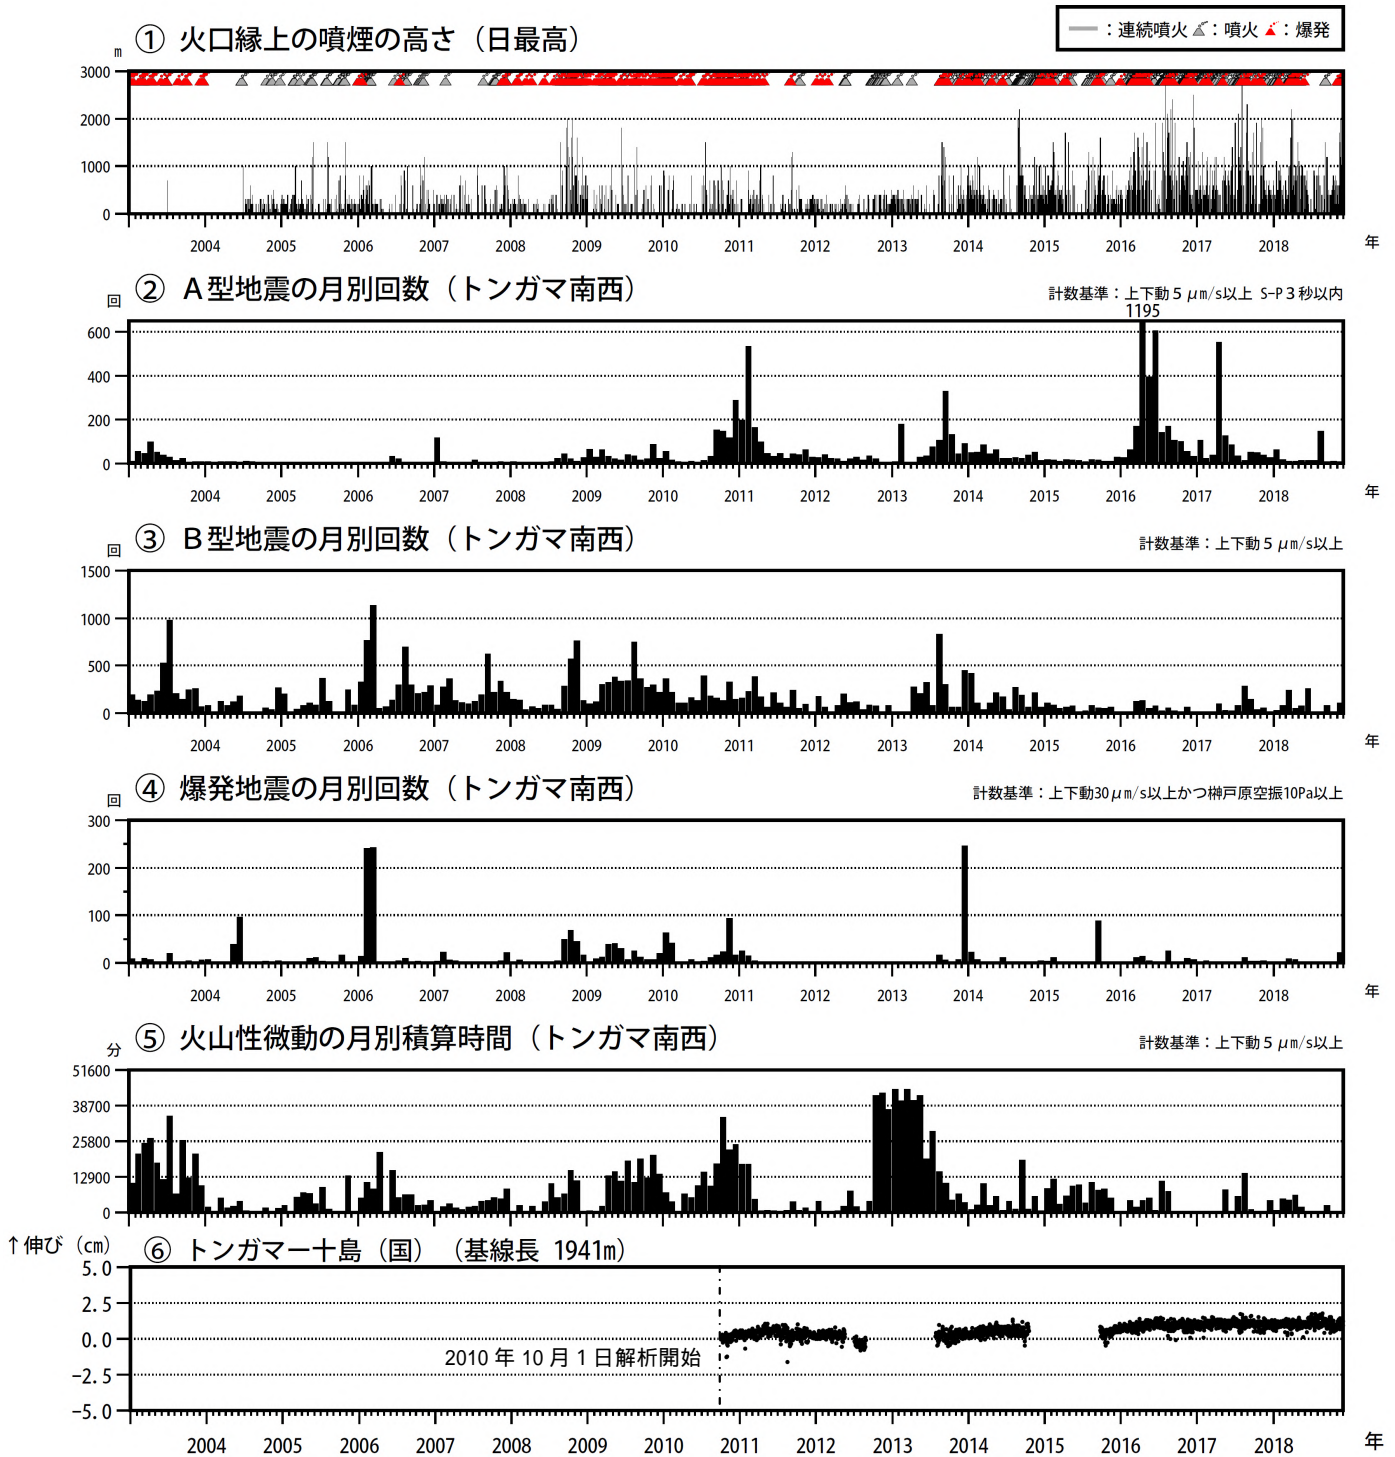 ━：連続噴火 ：噴火 ：爆発
① 火口縁上の噴煙の高さ（日最高）
m
3000
2000
1000
0
2004 2005 2006 2007 2008 2009 2010 2011 2012 2013 2014 2015 2016 2017 2018 年
② A型地震の月別回数（トンガマ南西）
回
計数基準：上下動５μm/s以上 S-P３秒以内
1195
600
400
200
0
2004 2005 2006 2007 2008 2009 2010 2011 2012 2013 2014 2015 2016 2017 2018 年
③ B型地震の月別回数（トンガマ南西）
回
計数基準：上下動５μm/s以上
1500
1000
500
0
2004 2005 2006 2007 2008 2009 2010 2011 2012 2013 2014 2015 2016 2017 2018 年
④ 爆発地震の月別回数（トンガマ南西）
回
計数基準：上下動30μm/s以上かつ榊戸原空振10Pa以上
300
200
100
0
2004 2005 2006 2007 2008 2009 2010 2011 2012 2013 2014 2015 2016 2017 2018 年
⑤ 火山性微動の月別積算時間（トンガマ南西）
分
計数基準：上下動５μm/s以上
51600
38700
25800
12900
0
↑伸び（cm） ⑥ トンガマー十島（国）（基線長 1941m）
5.0
2.5
0.0
2010年10月1日解析開始
-2.5
-5.0
2004 2005 2006 2007 2008 2009 2010 2011 2012 2013 2014 2015 2016 2017 2018 年